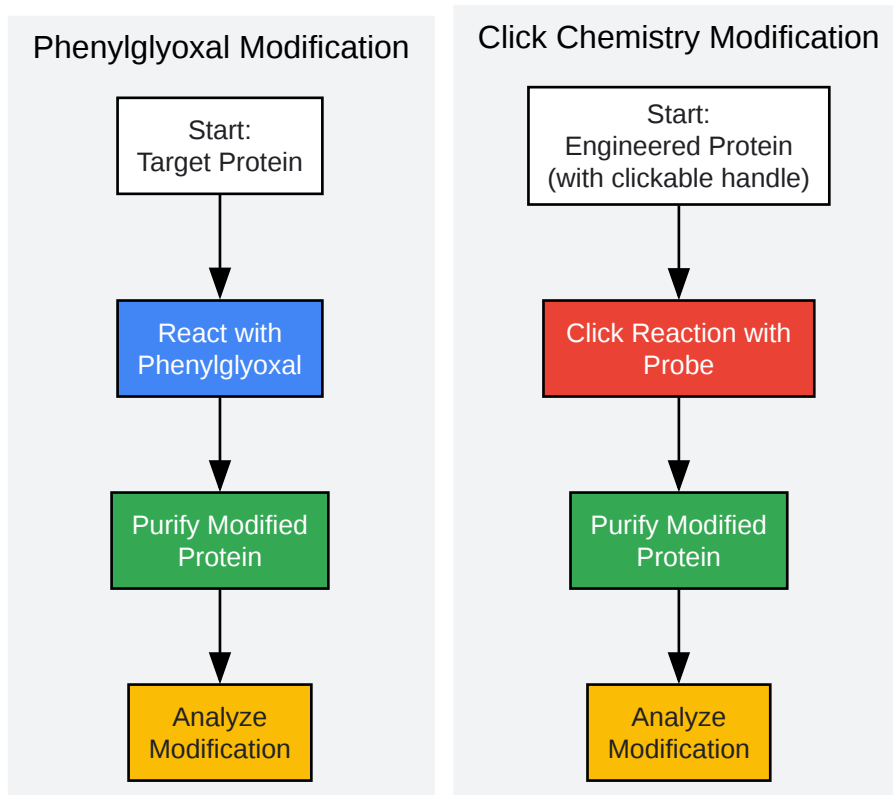 Phenylglyoxal Modification
Start:
Target Protein
React with
Phenylglyoxal
Purify Modified
Protein
Analyze
Modification
Click Chemistry Modification
Start:
Engineered Protein
(with clickable handle)
Click Reaction with
Probe
Purify Modified
Protein
Analyze
Modification